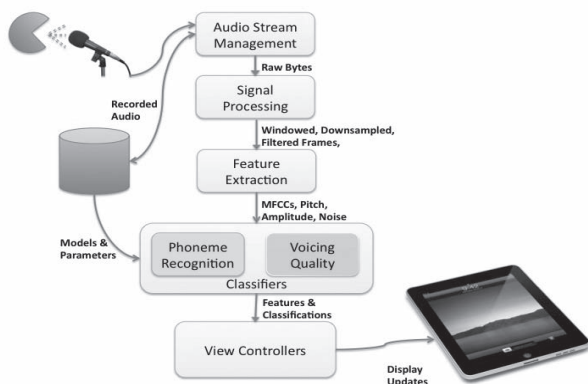 Audio Stream
Management
Raw Bytes
Recorded
Audio
Signal
Processing
Windowed, Downsampled,
Filtered Frames,
Feature
Extraction
MFCCs, Pitch,
Amplitude, Noise
Models &
Parameters
Phoneme
Recognition
Voicing
Quality
Classifiers
Features &
Classifications
View Controllers
Display
Updates